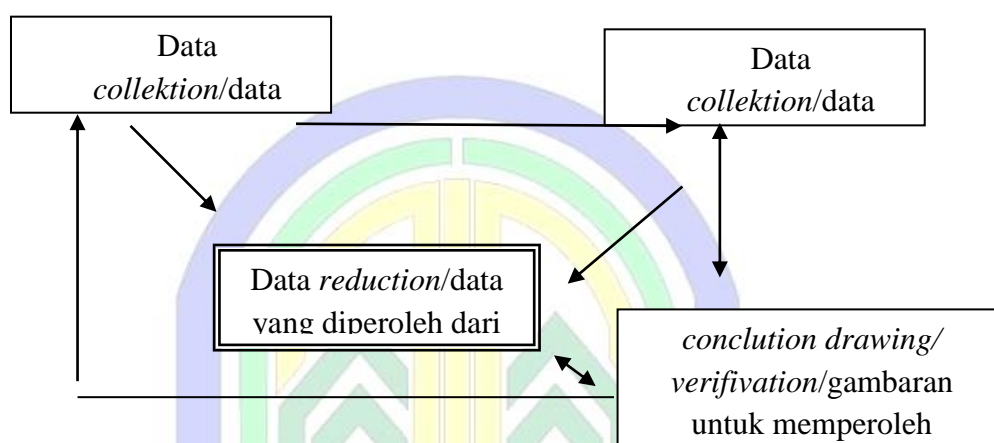 Data
collektion/data
Data
collektion/data
Data reduction/data
yang diperoleh dari
conclution drawing/
verifivation/gambaran
untuk memperoleh